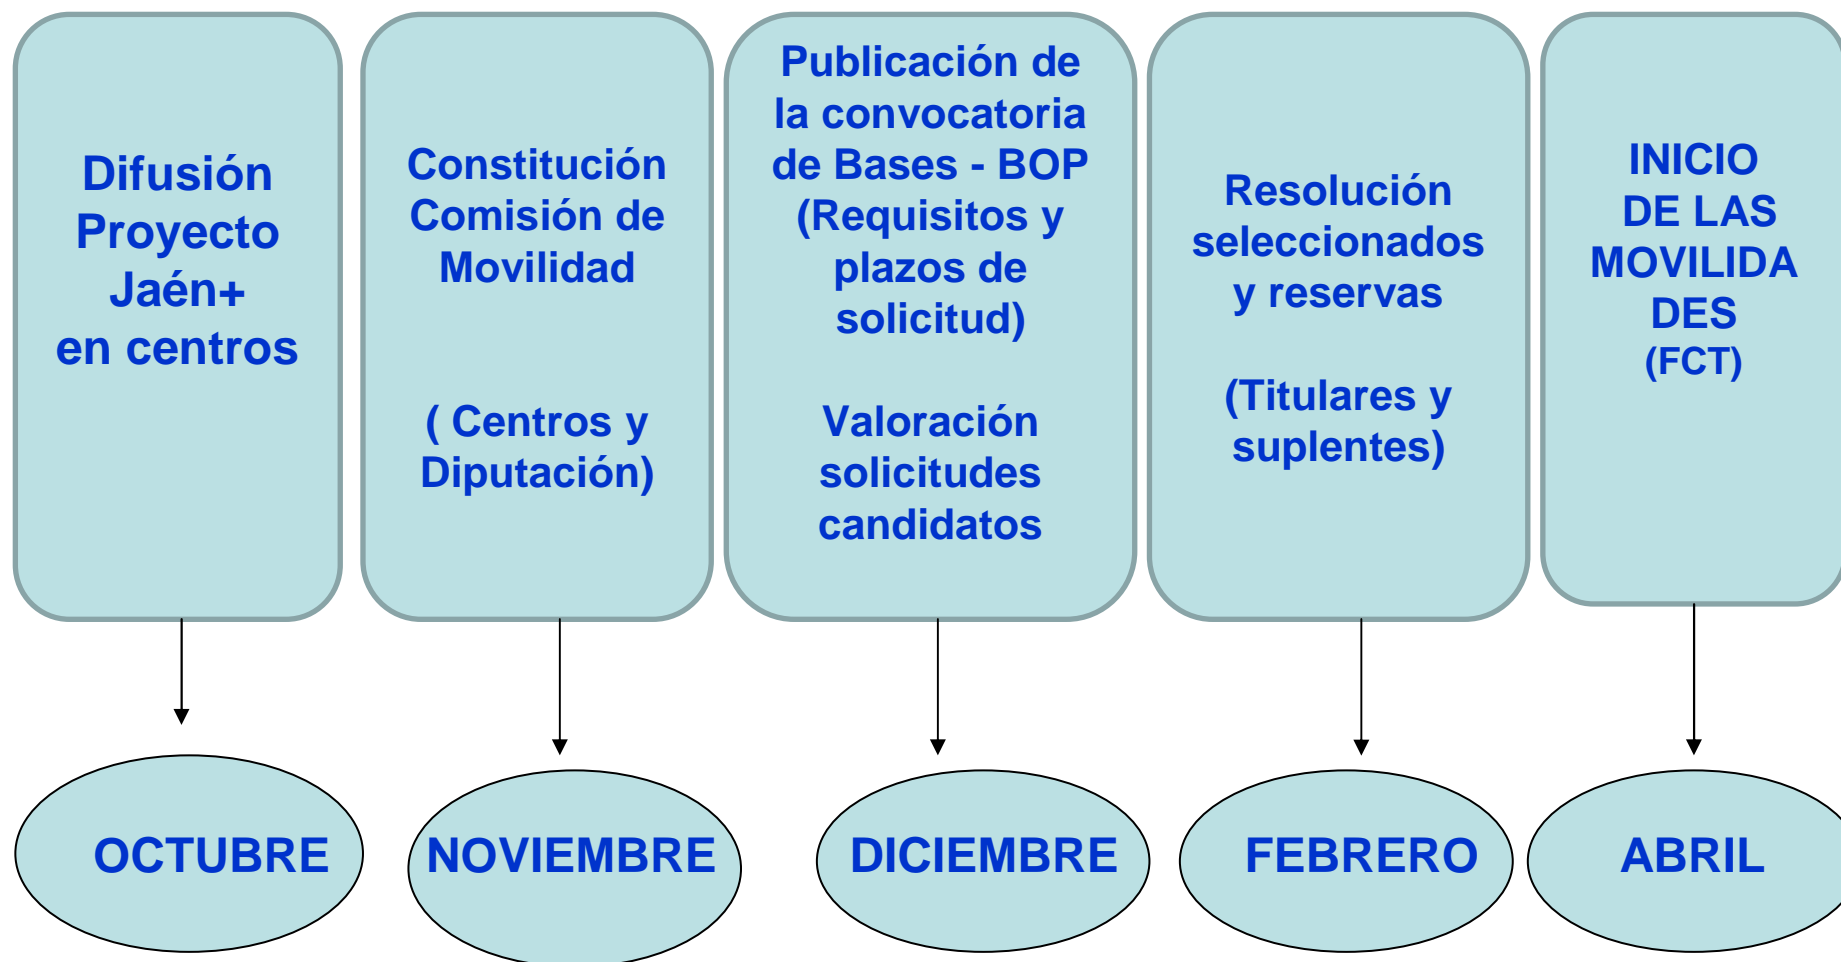 Difusión
Proyecto
Jaén+
en centros
Constitución
Comisión de
Movilidad
( Centros y
Diputación)
Publicación de
la convocatoria
de Bases - BOP
(Requisitos y
plazos de
solicitud)
Valoración
solicitudes
candidatos
Resolución
seleccionados
y reservas
(Titulares y
suplentes)
INICIO
DE LAS
MOVILIDA
DES
(FCT)
OCTUBRE
NOVIEMBRE
DICIEMBRE
FEBRERO
ABRIL